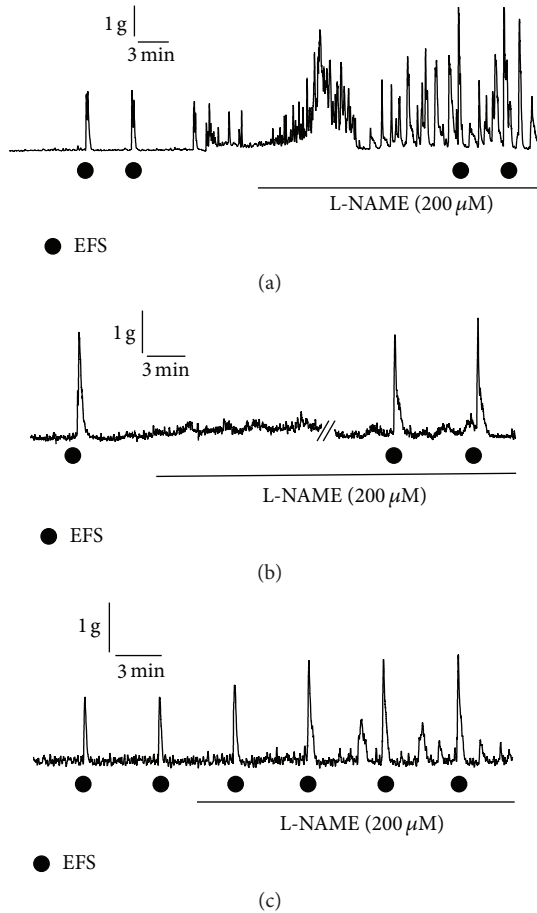 1 g
3 min
L-NAME (200 μM)
EFS
(a)
1 g
3 min
L-NAME (200 μM)
EFS
(b)
1 g
3 min
L-NAME (200 μM)
EFS
(c)